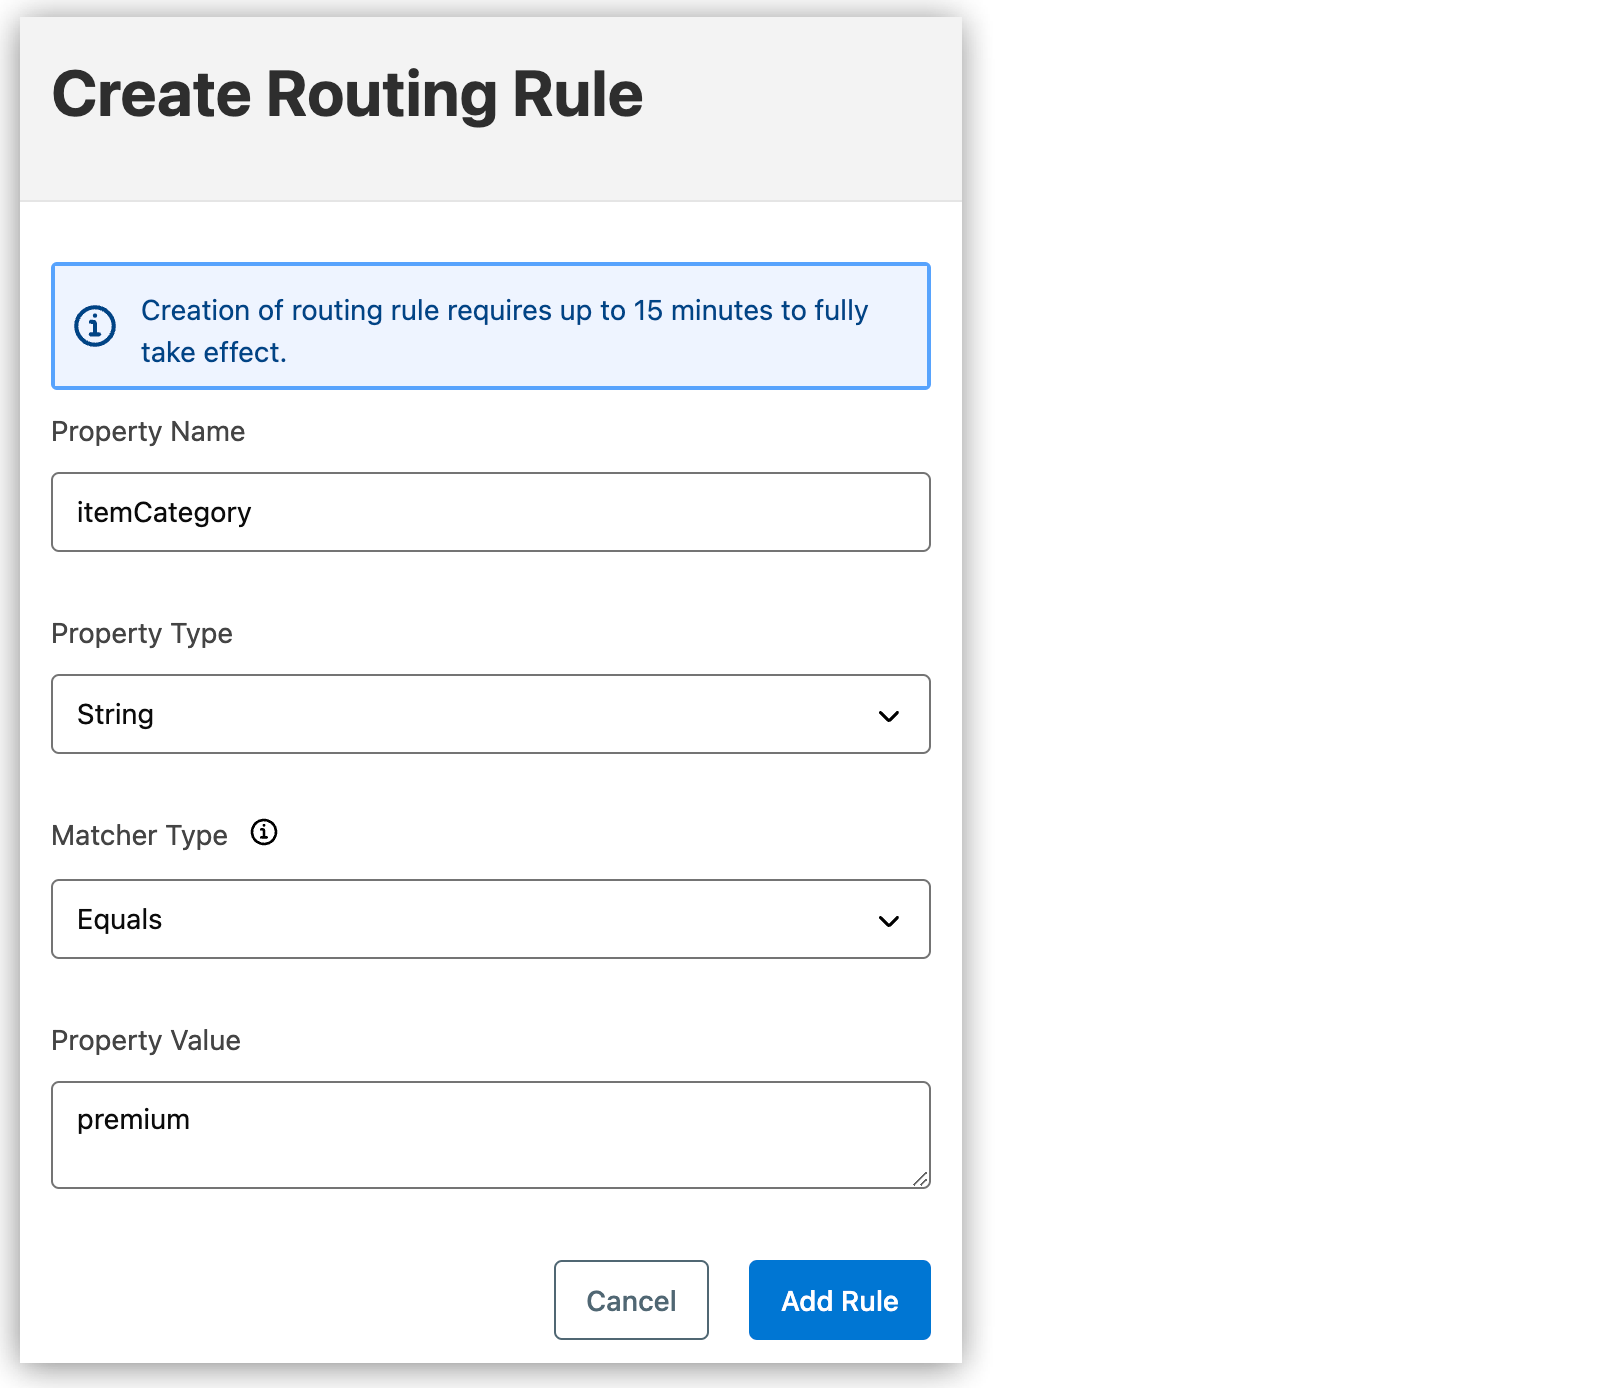 Create Routing Rule
Creation of routing rule requires up to 15 minutes to fully
take effect.
Property Name
itemCategory
Property Type
String
Matcher Type
Equals
Property Value
premium
Cancel
Add Rule